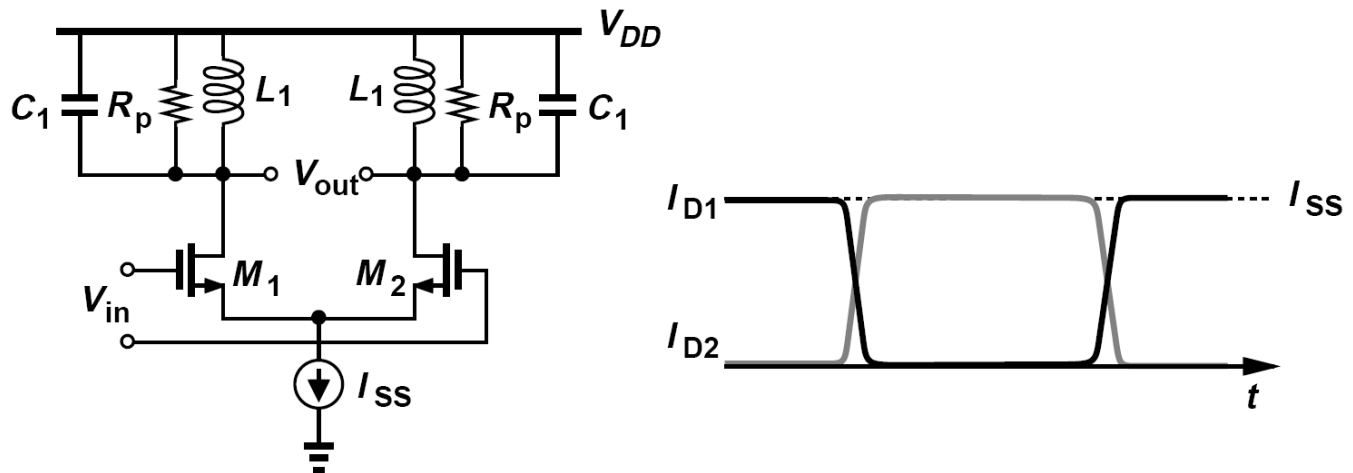 V_DD
C_1 R_p L_1 L_1 R_p C_1
V_out
I_D1 I_SS
M_1 M_2
V_in
I_D2
I_SS
t